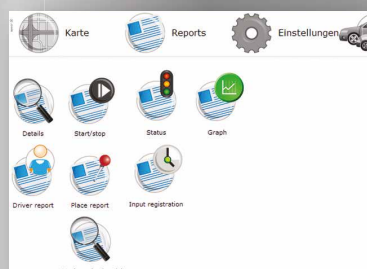 Karte Reports Einstellungen
Details Start/stop Status Graph
Driver report Place report Input registration